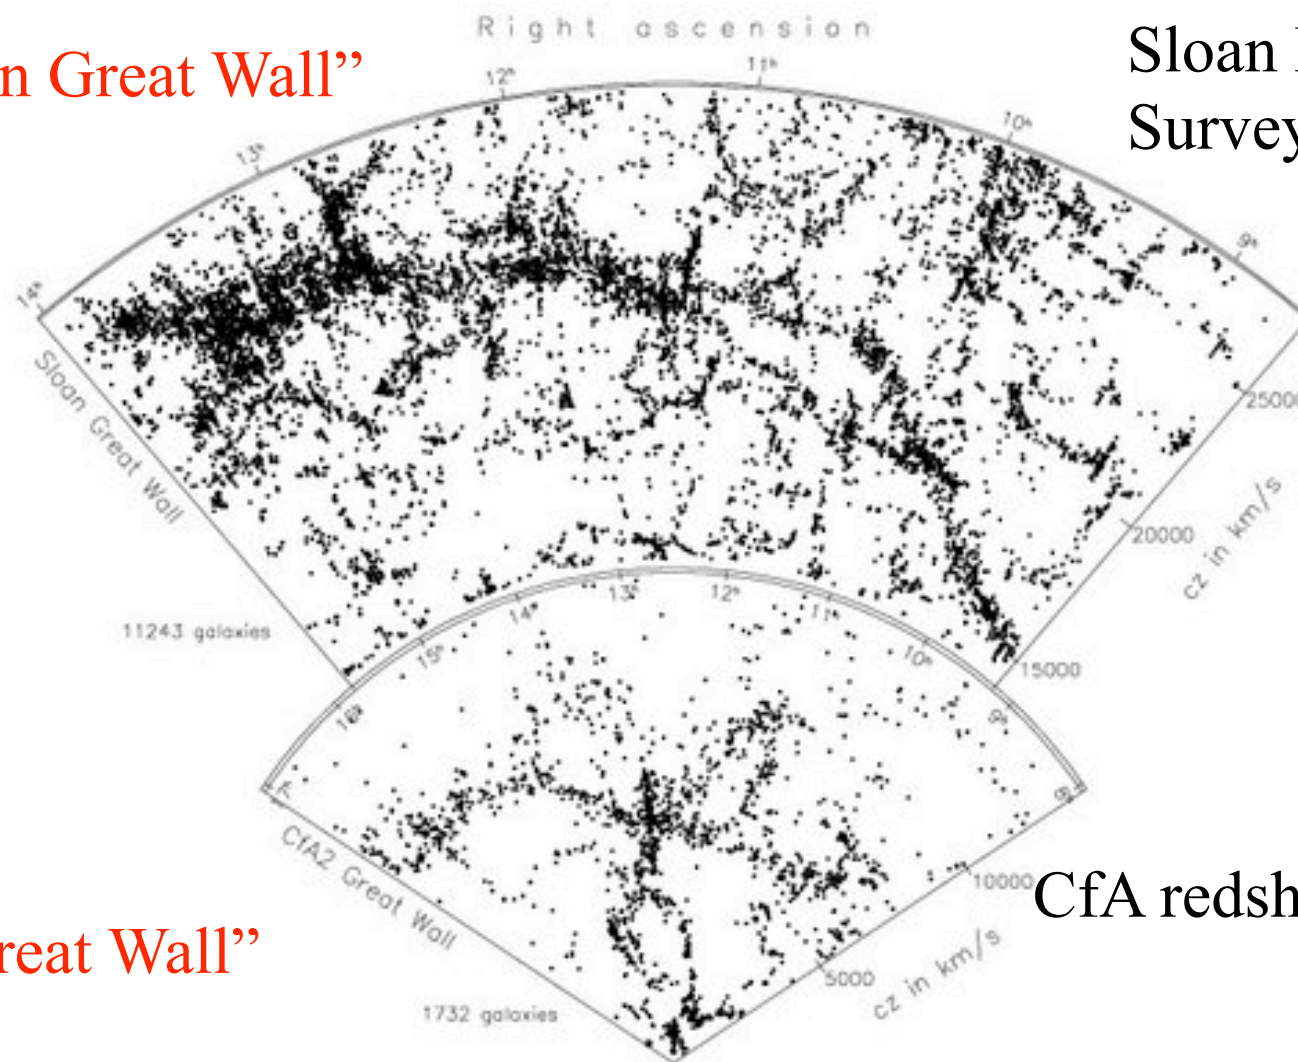 Right ascension
n Great Wall”
Sloan
Survey
14ʰ
13ʰ
12ʰ
11ʰ
10ʰ
9ʰ
Sloan Great Wall
25000
20000
15000
cz in km/s
11243 galaxies
16ʰ
15ʰ
14ʰ
13ʰ
12ʰ
11ʰ
10ʰ
9ʰ
CfA2 Great Wall
10000
5000
cz in km/s
CfA redsh
reat Wall”
1732 galaxies